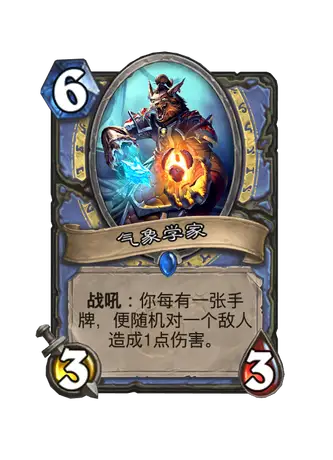 6
气象学家
战吼：你每有一张手
牌，便随机对一个敌人
造成1点伤害。
3
3